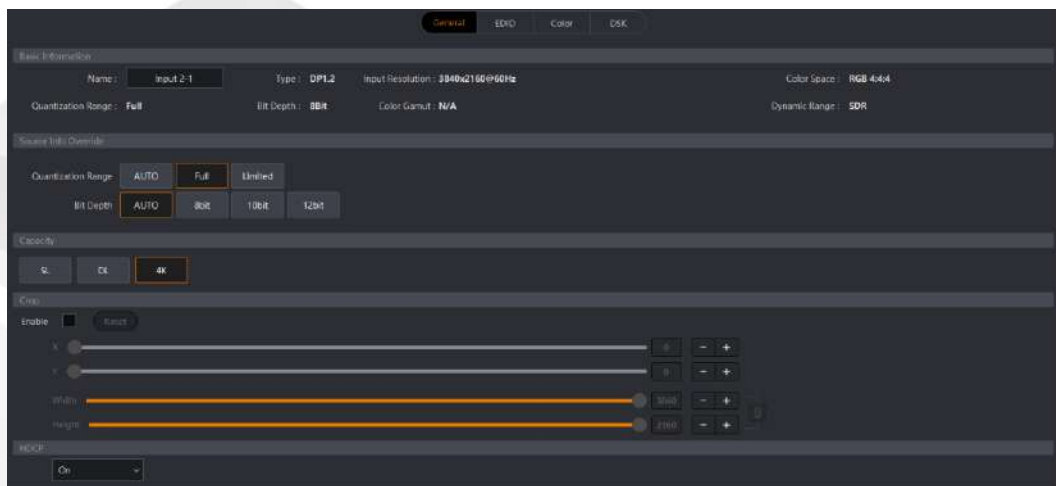 General EDID Color DSK
Basic Information
Name : Input 2-1 Type : DP1.2 Input Resolution : 3840x2160@60Hz Color Space : RGB 4:4:4
Quantization Range : Full Bit Depth : 8Bit Color Gamut : N/A Dynamic Range : SDR
Source Info Override
Quantization Range AUTO Full Limited
Bit Depth AUTO 8bit 10bit 12bit
Capacity
SL DL 4K
Crop
Enable Reset
X 0 - +
Y 0 - +
Width 3840 - +
Height 2160 - +
HDCP
On